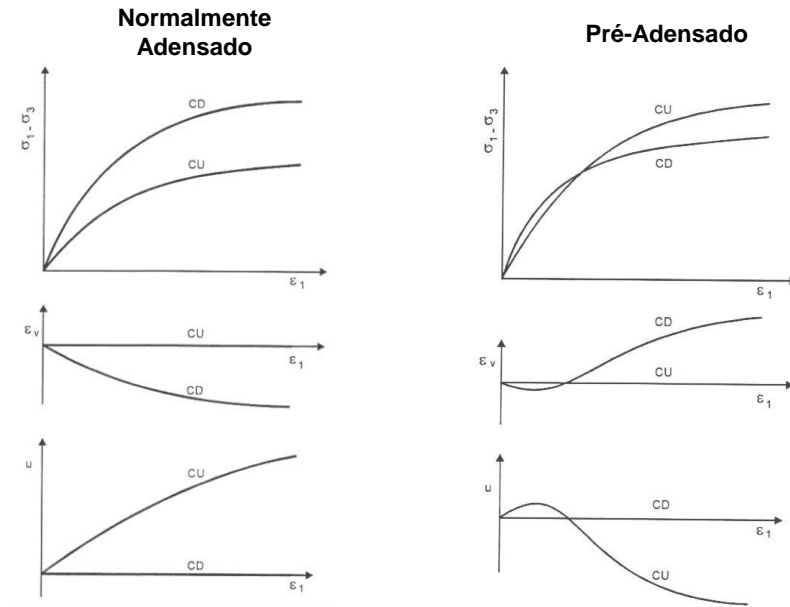 Normalmente
Adensado
σ₁ - σ₃
CD
CU
ε₁
εᵥ
CU
ε₁
CD
u
CU
CD
ε₁
Pré-Adensado
σ₁ - σ₃
CU
CD
ε₁
εᵥ
CD
CU
ε₁
u
CD
ε₁
CU